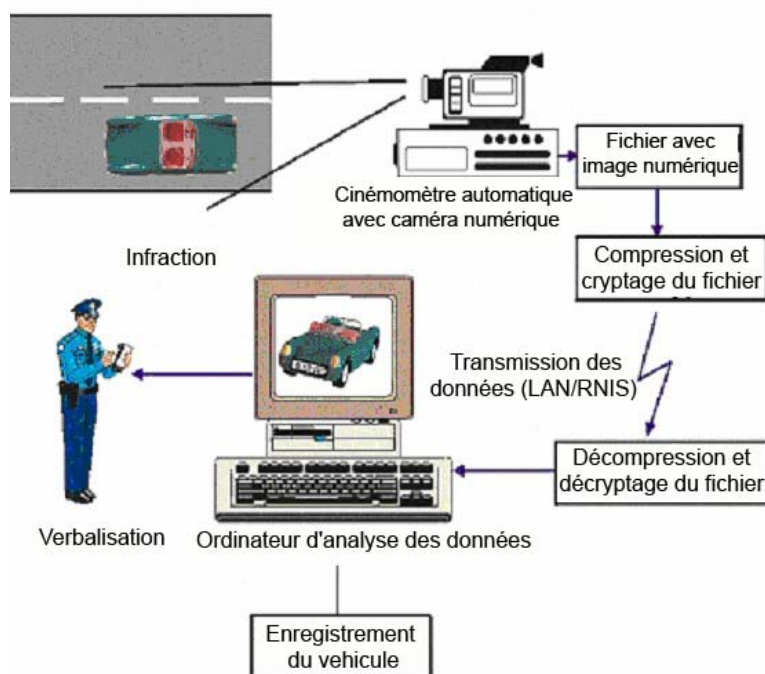 Fichier avec
image numérique
Cinémomètre automatique
avec caméra numérique
Infraction
Compression et
cryptage du fichier
Transmission des
données (LAN/RNIS)
Décompression et
décryptage du fichier
Verbalisation
Ordinateur d'analyse des données
Enregistrement
du vehicule